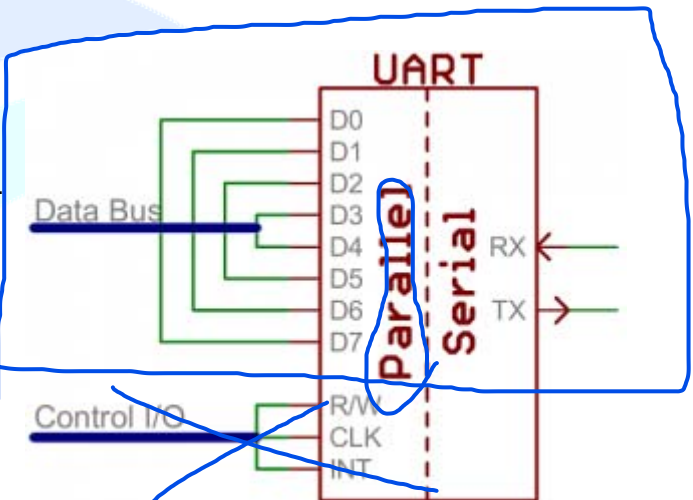 UART
D0
D1
D2
Data Bus
D3
D4
D5
D6
D7
Parallel
Serial
RX
TX
Control I/O
R/W
CLK
INT